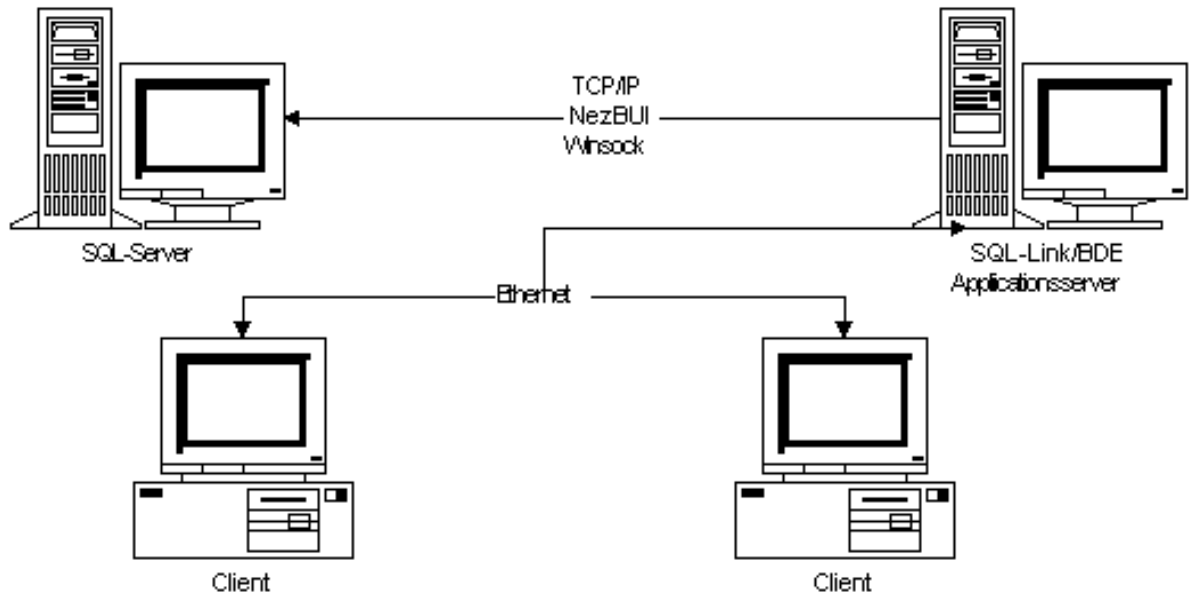 TCP/IP
NezBUI
Winsock
SQL-Server
SQL-Link/BDE
Applicationsserver
Ethernet
Client
Client